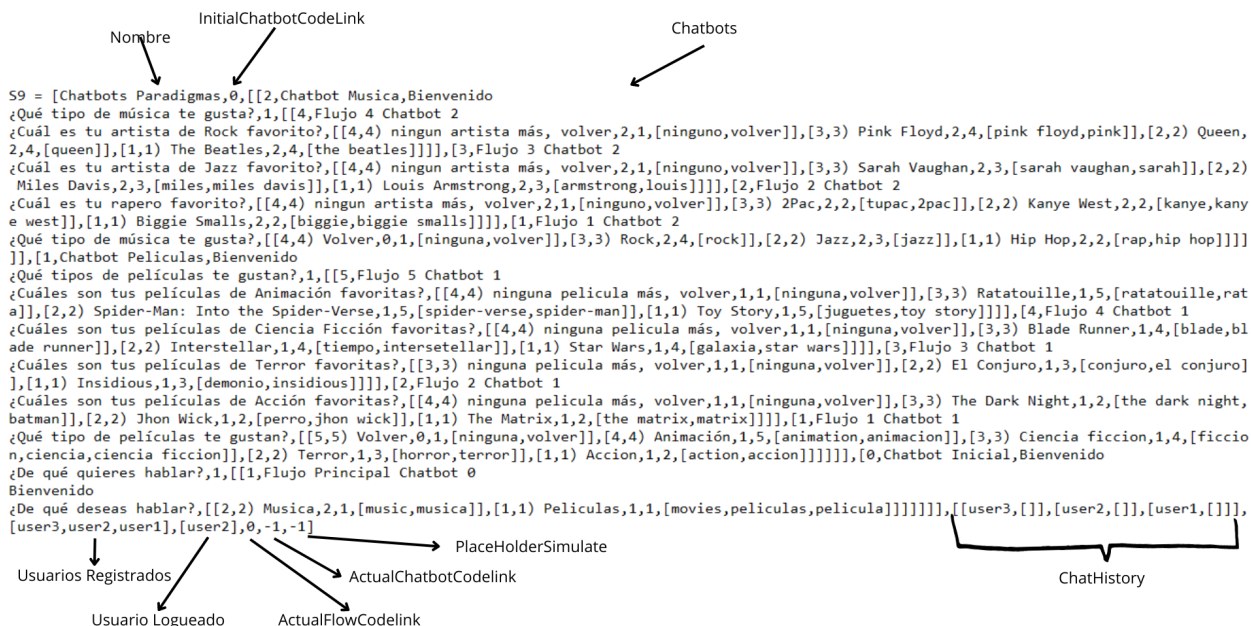 InitialChatbotCodeLink
Nombre
Chatbots
S9 = [Chatbots Paradigmas,0,[[2,Chatbot Musica,Bienvenido
¿Qué tipo de música te gusta?,1,[[4,Flujo 4 Chatbot 2
¿Cuál es tu artista de Rock favorito?,[[4,4) ningun artista más, volver,2,1,[ninguno,volver]],[3,3) Pink Floyd,2,4,[pink floyd,pink]],[2,2) Queen,
2,4,[queen]],[1,1) The Beatles,2,4,[the beatles]]]],[3,Flujo 3 Chatbot 2
¿Cuál es tu artista de Jazz favorito?,[[4,4) ningun artista más, volver,2,1,[ninguno,volver]],[3,3) Sarah Vaughan,2,3,[sarah vaughan,sarah]],[2,2)
Miles Davis,2,3,[miles,miles davis]],[1,1) Louis Armstrong,2,3,[armstrong,louis]]]],[2,Flujo 2 Chatbot 2
¿Cuál es tu rapero favorito?,[[4,4) ningun artista más, volver,2,1,[ninguno,volver]],[3,3) 2Pac,2,2,[tupac,2pac]],[2,2) Kanye West,2,2,[kanye,kany
e west]],[1,1) Biggie Smalls,2,2,[biggie,biggie smalls]]]],[1,Flujo 1 Chatbot 2
¿Qué tipo de música te gusta?,[[4,4) Volver,0,1,[ninguna,volver]],[3,3) Rock,2,4,[rock]],[2,2) Jazz,2,3,[jazz]],[1,1) Hip Hop,2,2,[rap,hip hop]]]]
]],[1,Chatbot Peliculas,Bienvenido
¿Qué tipos de películas te gustan?,1,[[5,Flujo 5 Chatbot 1
¿Cuáles son tus películas de Animación favoritas?,[[4,4) ninguna pelicula más, volver,1,1,[ninguna,volver]],[3,3) Ratatouille,1,5,[ratatouille,rat
a]],[2,2) Spider-Man: Into the Spider-Verse,1,5,[spider-verse,spider-man]],[1,1) Toy Story,1,5,[juguetes,toy story]]]],[4,Flujo 4 Chatbot 1
¿Cuáles son tus películas de Ciencia Ficción favoritas?,[[4,4) ninguna pelicula más, volver,1,1,[ninguna,volver]],[3,3) Blade Runner,1,4,[blade,bl
ade runner]],[2,2) Interstellar,1,4,[tiempo,intersetellar]],[1,1) Star Wars,1,4,[galaxia,star wars]]]],[3,Flujo 3 Chatbot 1
¿Cuáles son tus películas de Terror favoritas?,[[3,3) ninguna pelicula más, volver,1,1,[ninguna,volver]],[2,2) El Conjuro,1,3,[conjuro,el conjuro]
],[1,1) Insidious,1,3,[demonio,insidious]]]],[2,Flujo 2 Chatbot 1
¿Cuáles son tus películas de Acción favoritas?,[[4,4) ninguna pelicula más, volver,1,1,[ninguna,volver]],[3,3) The Dark Night,1,2,[the dark night,
batman]],[2,2) Jhon Wick,1,2,[perro,jhon wick]],[1,1) The Matrix,1,2,[the matrix,matrix]]]],[1,Flujo 1 Chatbot 1
¿Qué tipo de películas te gustan?,[[5,5) Volver,0,1,[ninguna,volver]],[4,4) Animación,1,5,[animation,animacion]],[3,3) Ciencia ficcion,1,4,[ficcio
n,ciencia,ciencia ficcion]],[2,2) Terror,1,3,[horror,terror]],[1,1) Accion,1,2,[action,accion]]]]]],[0,Chatbot Inicial,Bienvenido
¿De qué quieres hablar?,1,[[1,Flujo Principal Chatbot 0
Bienvenido
¿De qué deseas hablar?,[[2,2) Musica,2,1,[music,musica]],[1,1) Peliculas,1,1,[movies,peliculas,pelicula]]]]]]],[[user3,[]],[user2,[]],[user1,[]]],
[user3,user2,user1],[user2],0,-1,-1]
PlaceHolderSimulate
Usuarios Registrados
ActualChatbotCodelink
ChatHistory
Usuario Logueado
ActualFlowCodelink